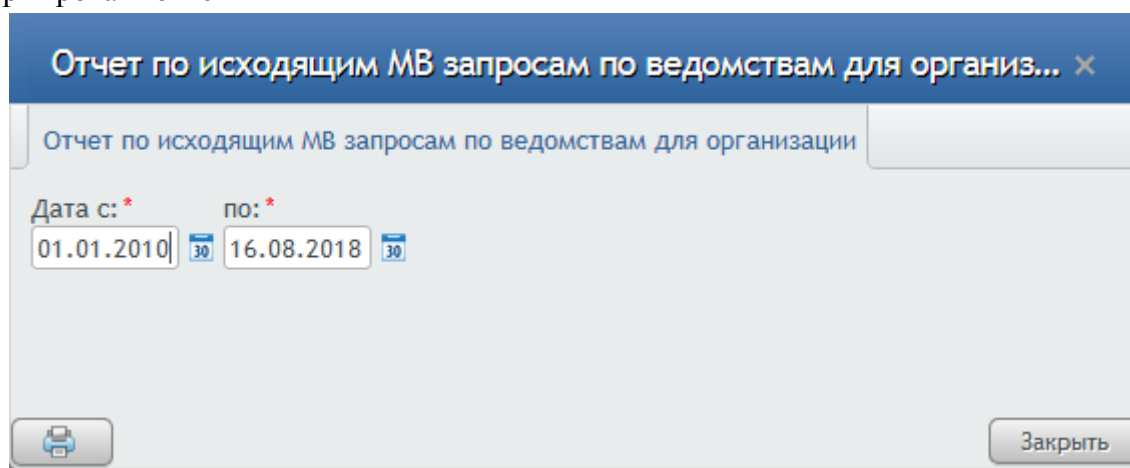 Отчет по исходящим МВ запросам по ведомствам для организ... ×
Отчет по исходящим МВ запросам по ведомствам для организации
Дата с: * по: *
01.01.2010 30 16.08.2018 30
Закрыть